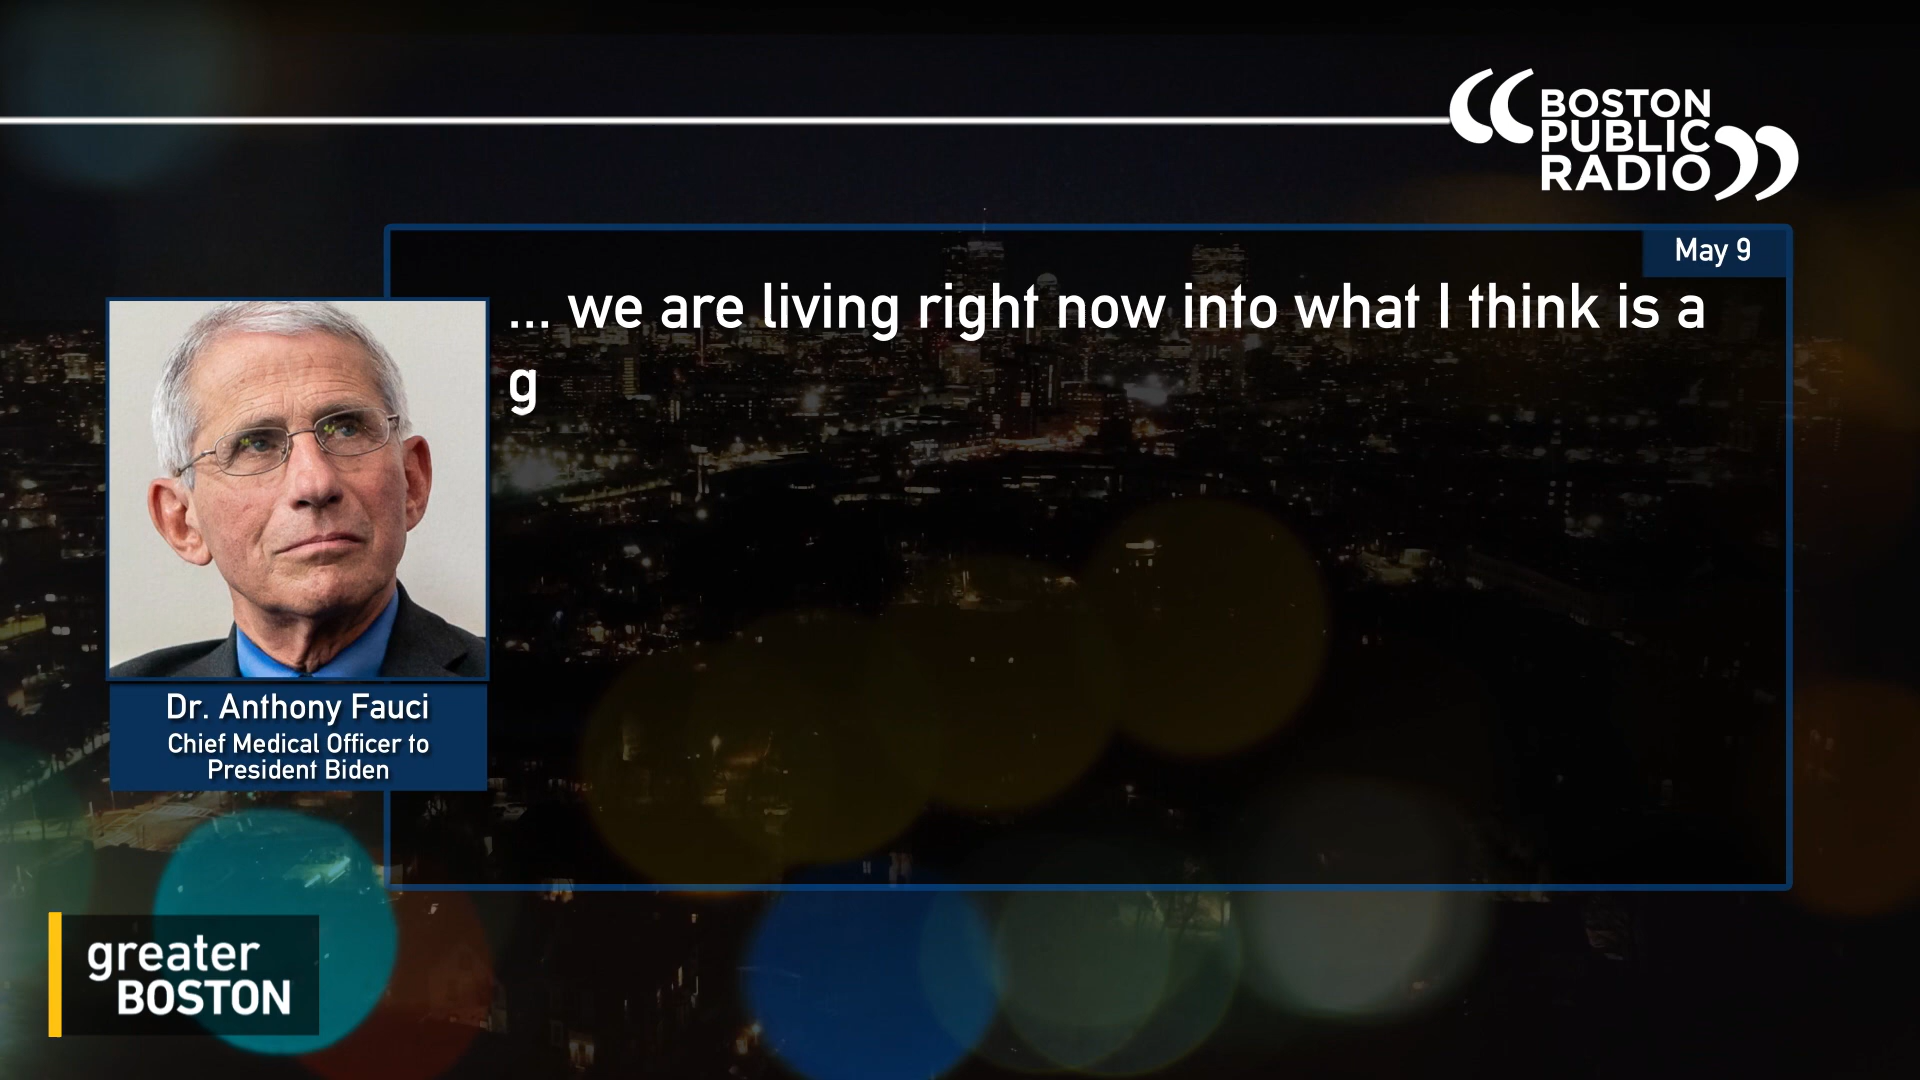 BOSTON
PUBLIC
RADIO
May 9
... we are living right now into what I think is a
g
Dr. Anthony Fauci
Chief Medical Officer to
President Biden
greater
BOSTON